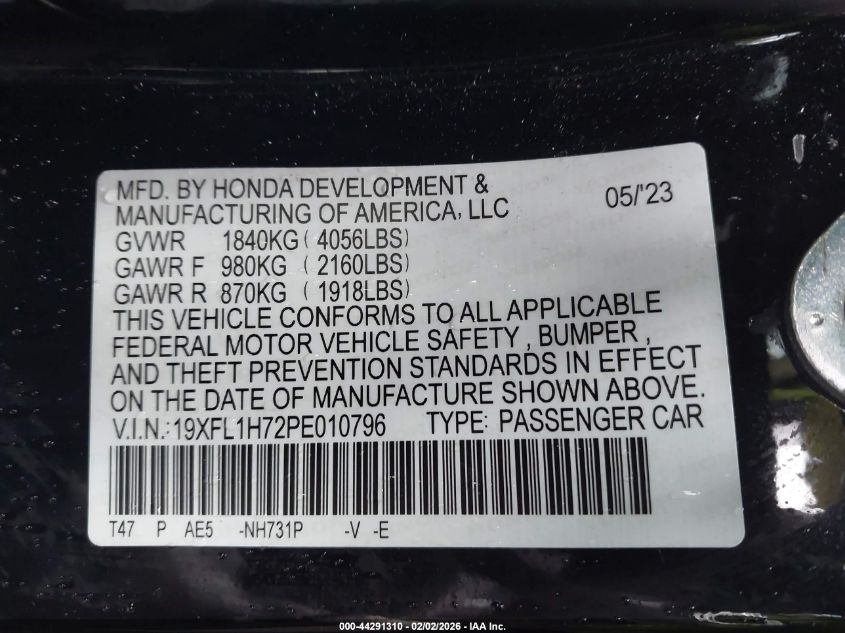 MFD. BY HONDA DEVELOPMENT &
MANUFACTURING OF AMERICA, LLC 05/'23
GVWR 1840KG ( 4056LBS)
GAWR F 980KG ( 2160LBS)
GAWR R 870KG ( 1918LBS)
THIS VEHICLE CONFORMS TO ALL APPLICABLE
FEDERAL MOTOR VEHICLE SAFETY , BUMPER ,
AND THEFT PREVENTION STANDARDS IN EFFECT
ON THE DATE OF MANUFACTURE SHOWN ABOVE.
V.I.N.:19XFL1H72PE010796 TYPE: PASSENGER CAR
T47 P AE5 -NH731P -V -E
000-44291310 - 02/02/2026 - IAA Inc.